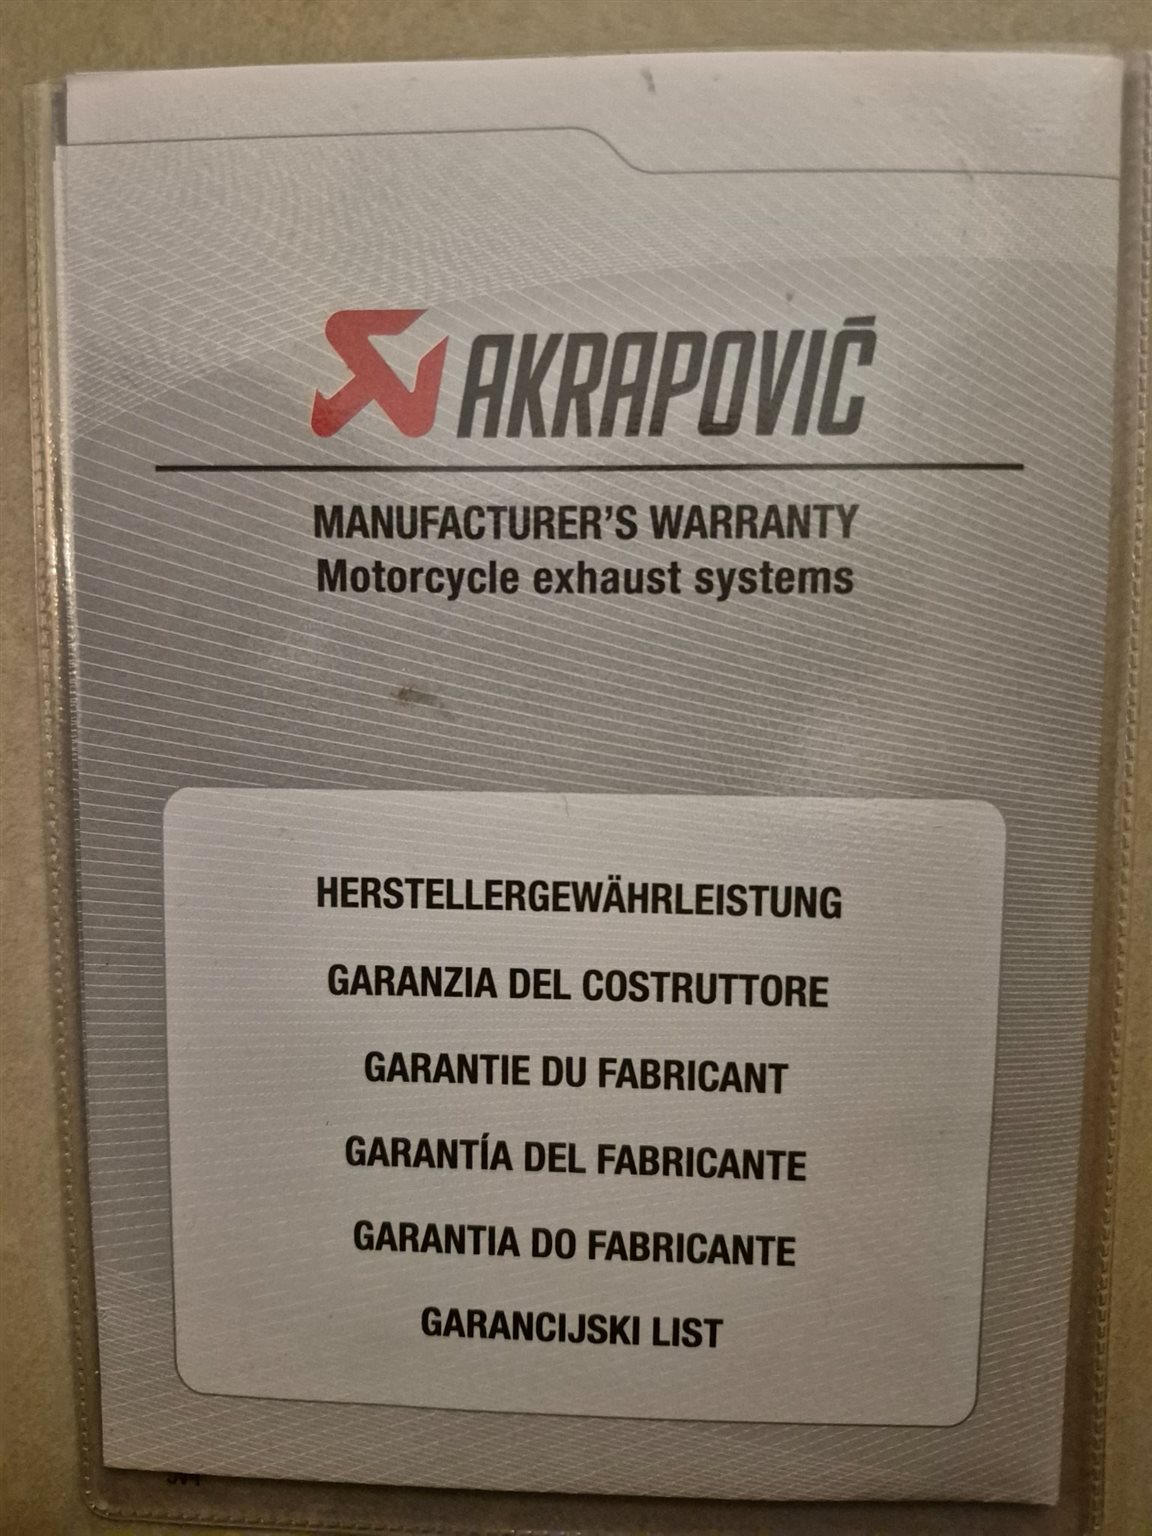 AKRAPOVIČ
MANUFACTURER'S WARRANTY
Motorcycle exhaust systems
HERSTELLERGEWÄHRLEISTUNG
GARANZIA DEL COSTRUTTORE
GARANTIE DU FABRICANT
GARANTÍA DEL FABRICANTE
GARANTIA DO FABRICANTE
GARANCIJSKI LIST